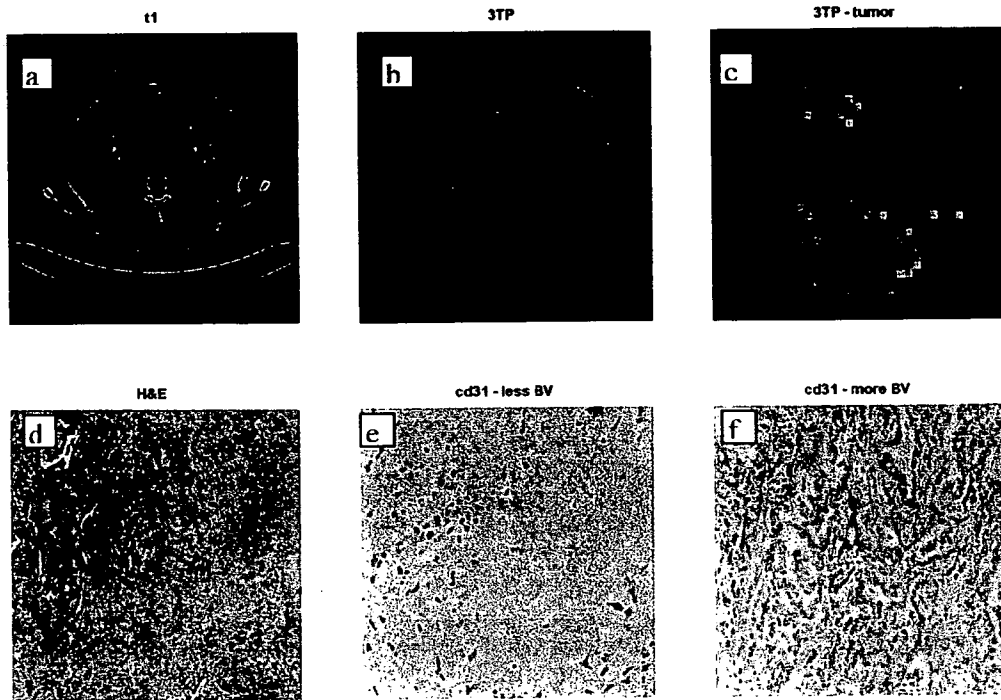 t1
3TP
3TP - tumor
a
b
c
H&E
cd31 - less BV
cd31 - more BV
d
e
f